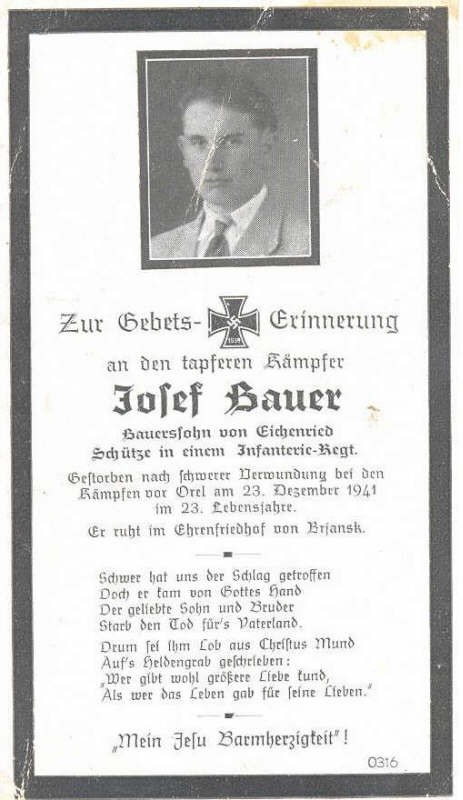 Zur Gebets- 1939 Erinnerung
an den tapferen Kämpfer
Josef Bauer
Bauerssohn von Eichenried
Schütze in einem Infanterie-Regt.
Gestorben nach schwerer Verwundung bei den
Kämpfen vor Orel am 23. Dezember 1941
im 23. Lebensjahre.
Er ruht im Ehrenfriedhof von Brjansk.
Schwer hat uns der Schlag getroffen
Doch er kam von Gottes Hand
Der geliebte Sohn und Bruder
Starb den Tod für's Vaterland.
Drum sei ihm Lob aus Christus Mund
Auf's Heldengrab geschrieben:
„Wer gibt wohl größere Liebe kund,
Als wer das Leben gab für seine Lieben.“
„Mein Jesu Barmherzigkeit“!
0316